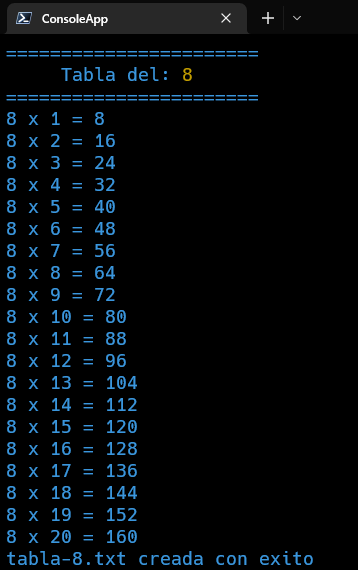 ConsoleApp
=======================
Tabla del: 8
=======================
8 x 1 = 8
8 x 2 = 16
8 x 3 = 24
8 x 4 = 32
8 x 5 = 40
8 x 6 = 48
8 x 7 = 56
8 x 8 = 64
8 x 9 = 72
8 x 10 = 80
8 x 11 = 88
8 x 12 = 96
8 x 13 = 104
8 x 14 = 112
8 x 15 = 120
8 x 16 = 128
8 x 17 = 136
8 x 18 = 144
8 x 19 = 152
8 x 20 = 160
tabla-8.txt creada con exito